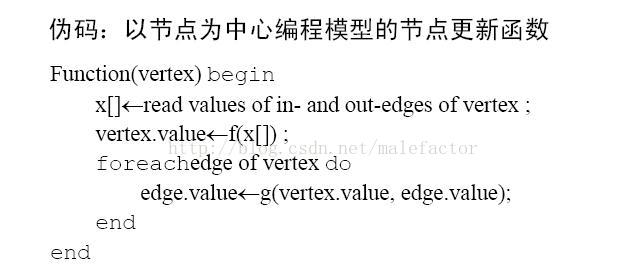 伪码：以节点为中心编程模型的节点更新函数
Function(vertex) begin
x[]←read values of in- and out-edges of vertex ;
vertex.value←f(x[]) ;
http://blog.csdn.net/malefactor
foreachedge of vertex do
edge.value←g(vertex.value, edge.value);
end
end